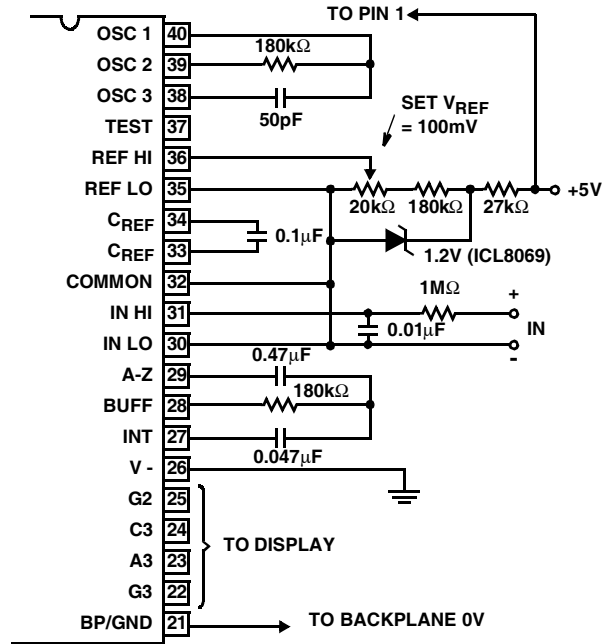 TO PIN 1
OSC 1 40
180kΩ
OSC 2 39
OSC 3 38
50pF
SET VREF
= 100mV
TEST 37
REF HI 36
REF LO 35
20kΩ 180kΩ 27kΩ
+5V
CREF 34
0.1µF
1.2V (ICL8069)
CREF 33
COMMON 32
1MΩ
+
IN HI 31
0.01µF
IN
IN LO 30
-
0.47µF
A-Z 29
180kΩ
BUFF 28
INT 27
0.047µF
V - 26
G2 25
C3 24
TO DISPLAY
A3 23
G3 22
BP/GND 21
TO BACKPLANE 0V